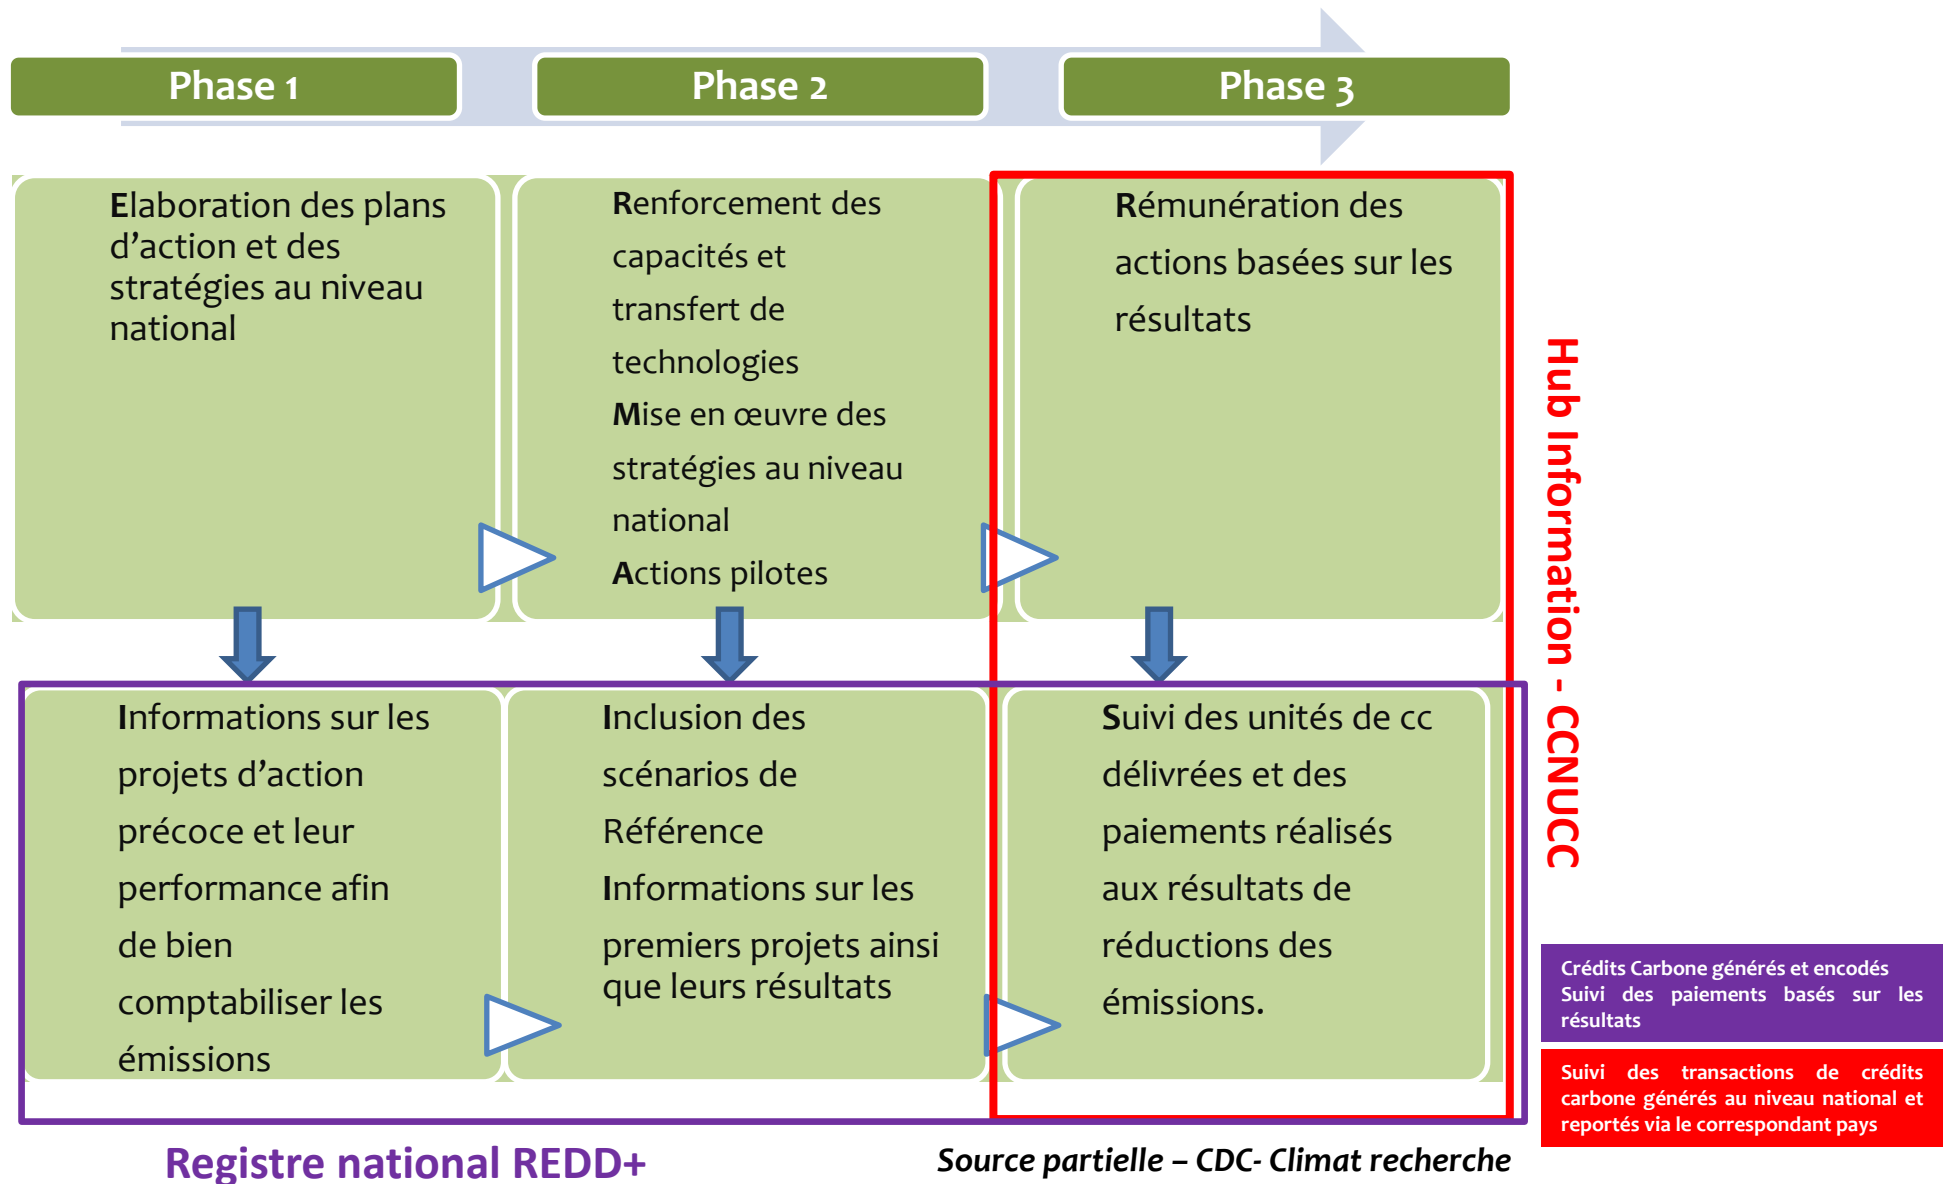 Phase 1
Phase 2
Phase 3
Elaboration des plans
d’action et des
stratégies au niveau
national
Renforcement des
capacités et
transfert de
technologies
Mise en œuvre des
stratégies au niveau
national
Actions pilotes
Rémunération des
actions basées sur les
résultats
Informations sur les
projets d’action
précoce et leur
performance afin
de bien
comptabiliser les
émissions
Inclusion des
scénarios de
Référence
Informations sur les
premiers projets ainsi
que leurs résultats
Suivi des unités de cc
délivrées et des
paiements réalisés
aux résultats de
réductions des
émissions.
Hub Information - CCNUCC
Crédits Carbone générés et encodés
Suivi des paiements basés sur les
résultats
Suivi des transactions de crédits
carbone générés au niveau national et
reportés via le correspondant pays
Registre national REDD+
Source partielle – CDC- Climat recherche